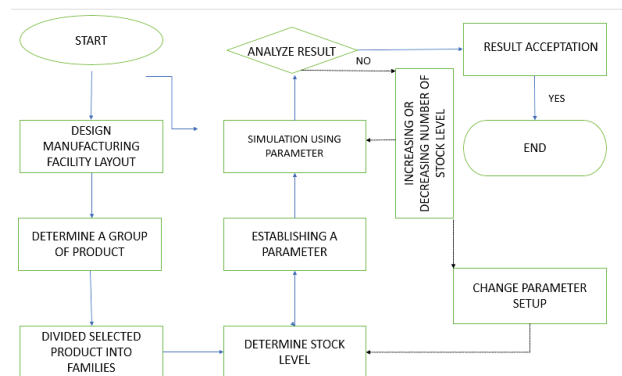 START
DESIGN
MANUFACTURING
FACILITY LAYOUT
DETERMINE A GROUP
OF PRODUCT
DIVIDED SELECTED
PRODUCT INTO
FAMILIES
DETERMINE STOCK
LEVEL
ESTABLISHING A
PARAMETER
SIMULATION USING
PARAMETER
ANALYZE RESULT
NO
INCREASING OR
DECREASING NUMBER OF
STOCK LEVEL
CHANGE PARAMETER
SETUP
RESULT ACCEPTATION
YES
END